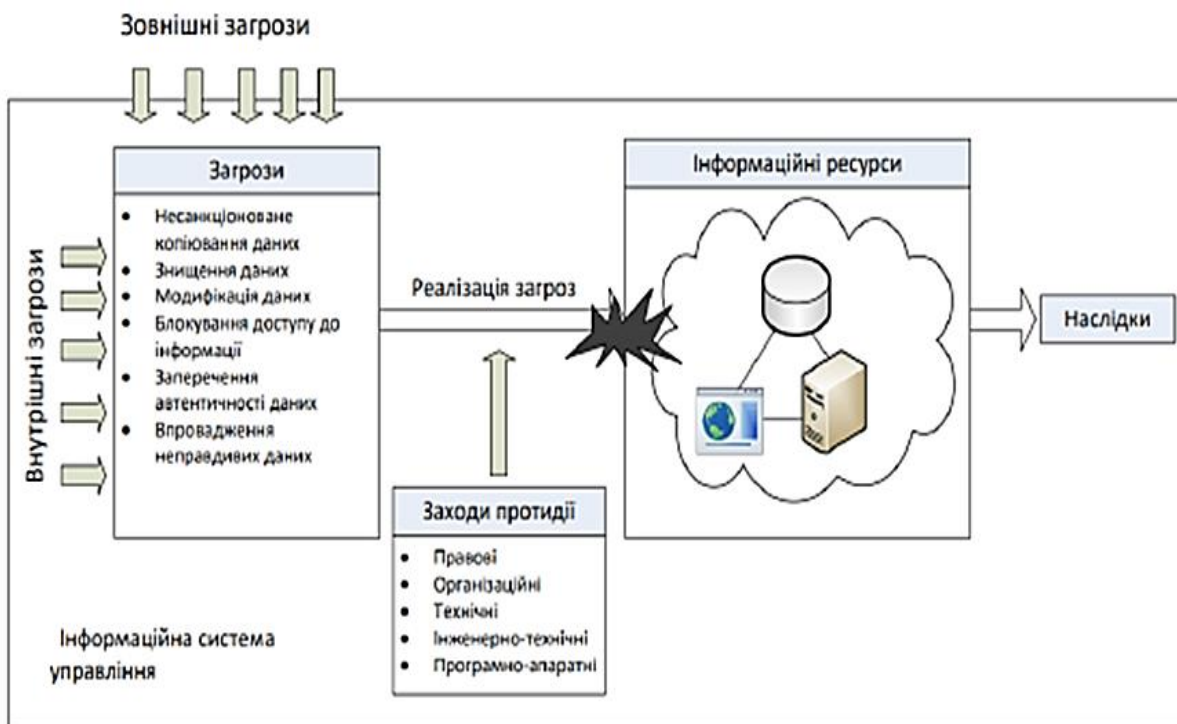 Зовнішні загрози
Внутрішні загрози
Загрози
• Несанкціоноване
копіювання даних
• Знищення даних
• Модифікація даних
• Блокування доступу до
інформації
• Заперечення
автентичності даних
• Впровадження
неправдивих даних
Реалізація загроз
Заходи протидії
• Правові
• Організаційні
• Технічні
• Інженерно-технічні
• Програмно-апаратні
Інформаційні ресурси
Наслідки
Інформаційна система
управління